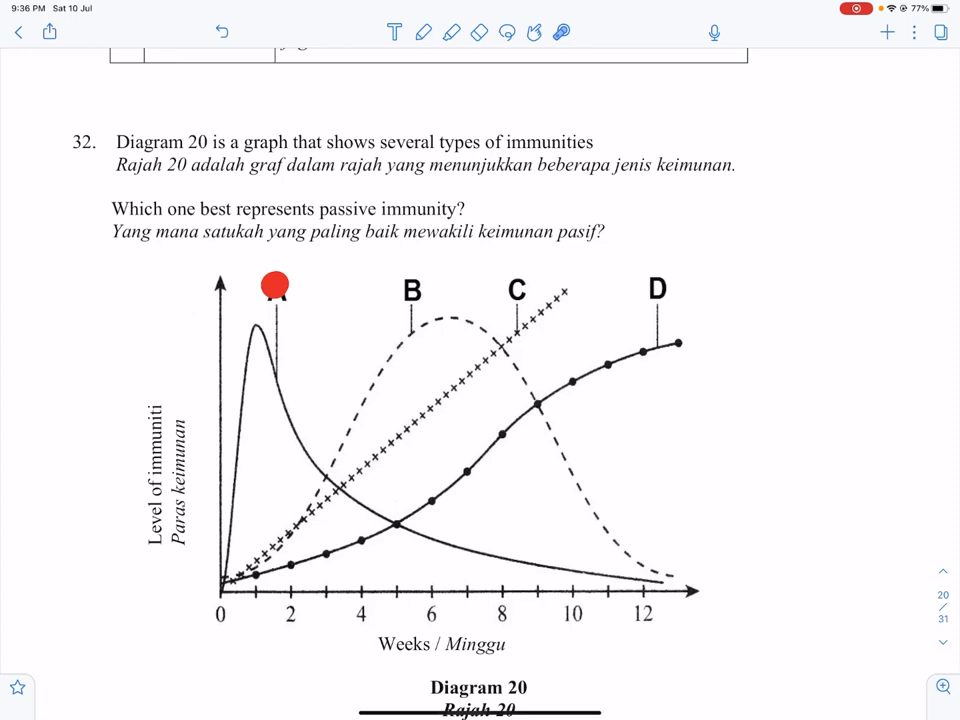 9:36 PM Sat 10 Jul
77%
32. Diagram 20 is a graph that shows several types of immunities
Rajah 20 adalah graf dalam rajah yang menunjukkan beberapa jenis keimunan.
Which one best represents passive immunity?
Yang mana satukah yang paling baik mewakili keimunan pasif?
B
C
D
Level of immuniti
Paras keimunan
0 2 4 6 8 10 12
Weeks / Minggu
20
/
31
Diagram 20
Rajah 20